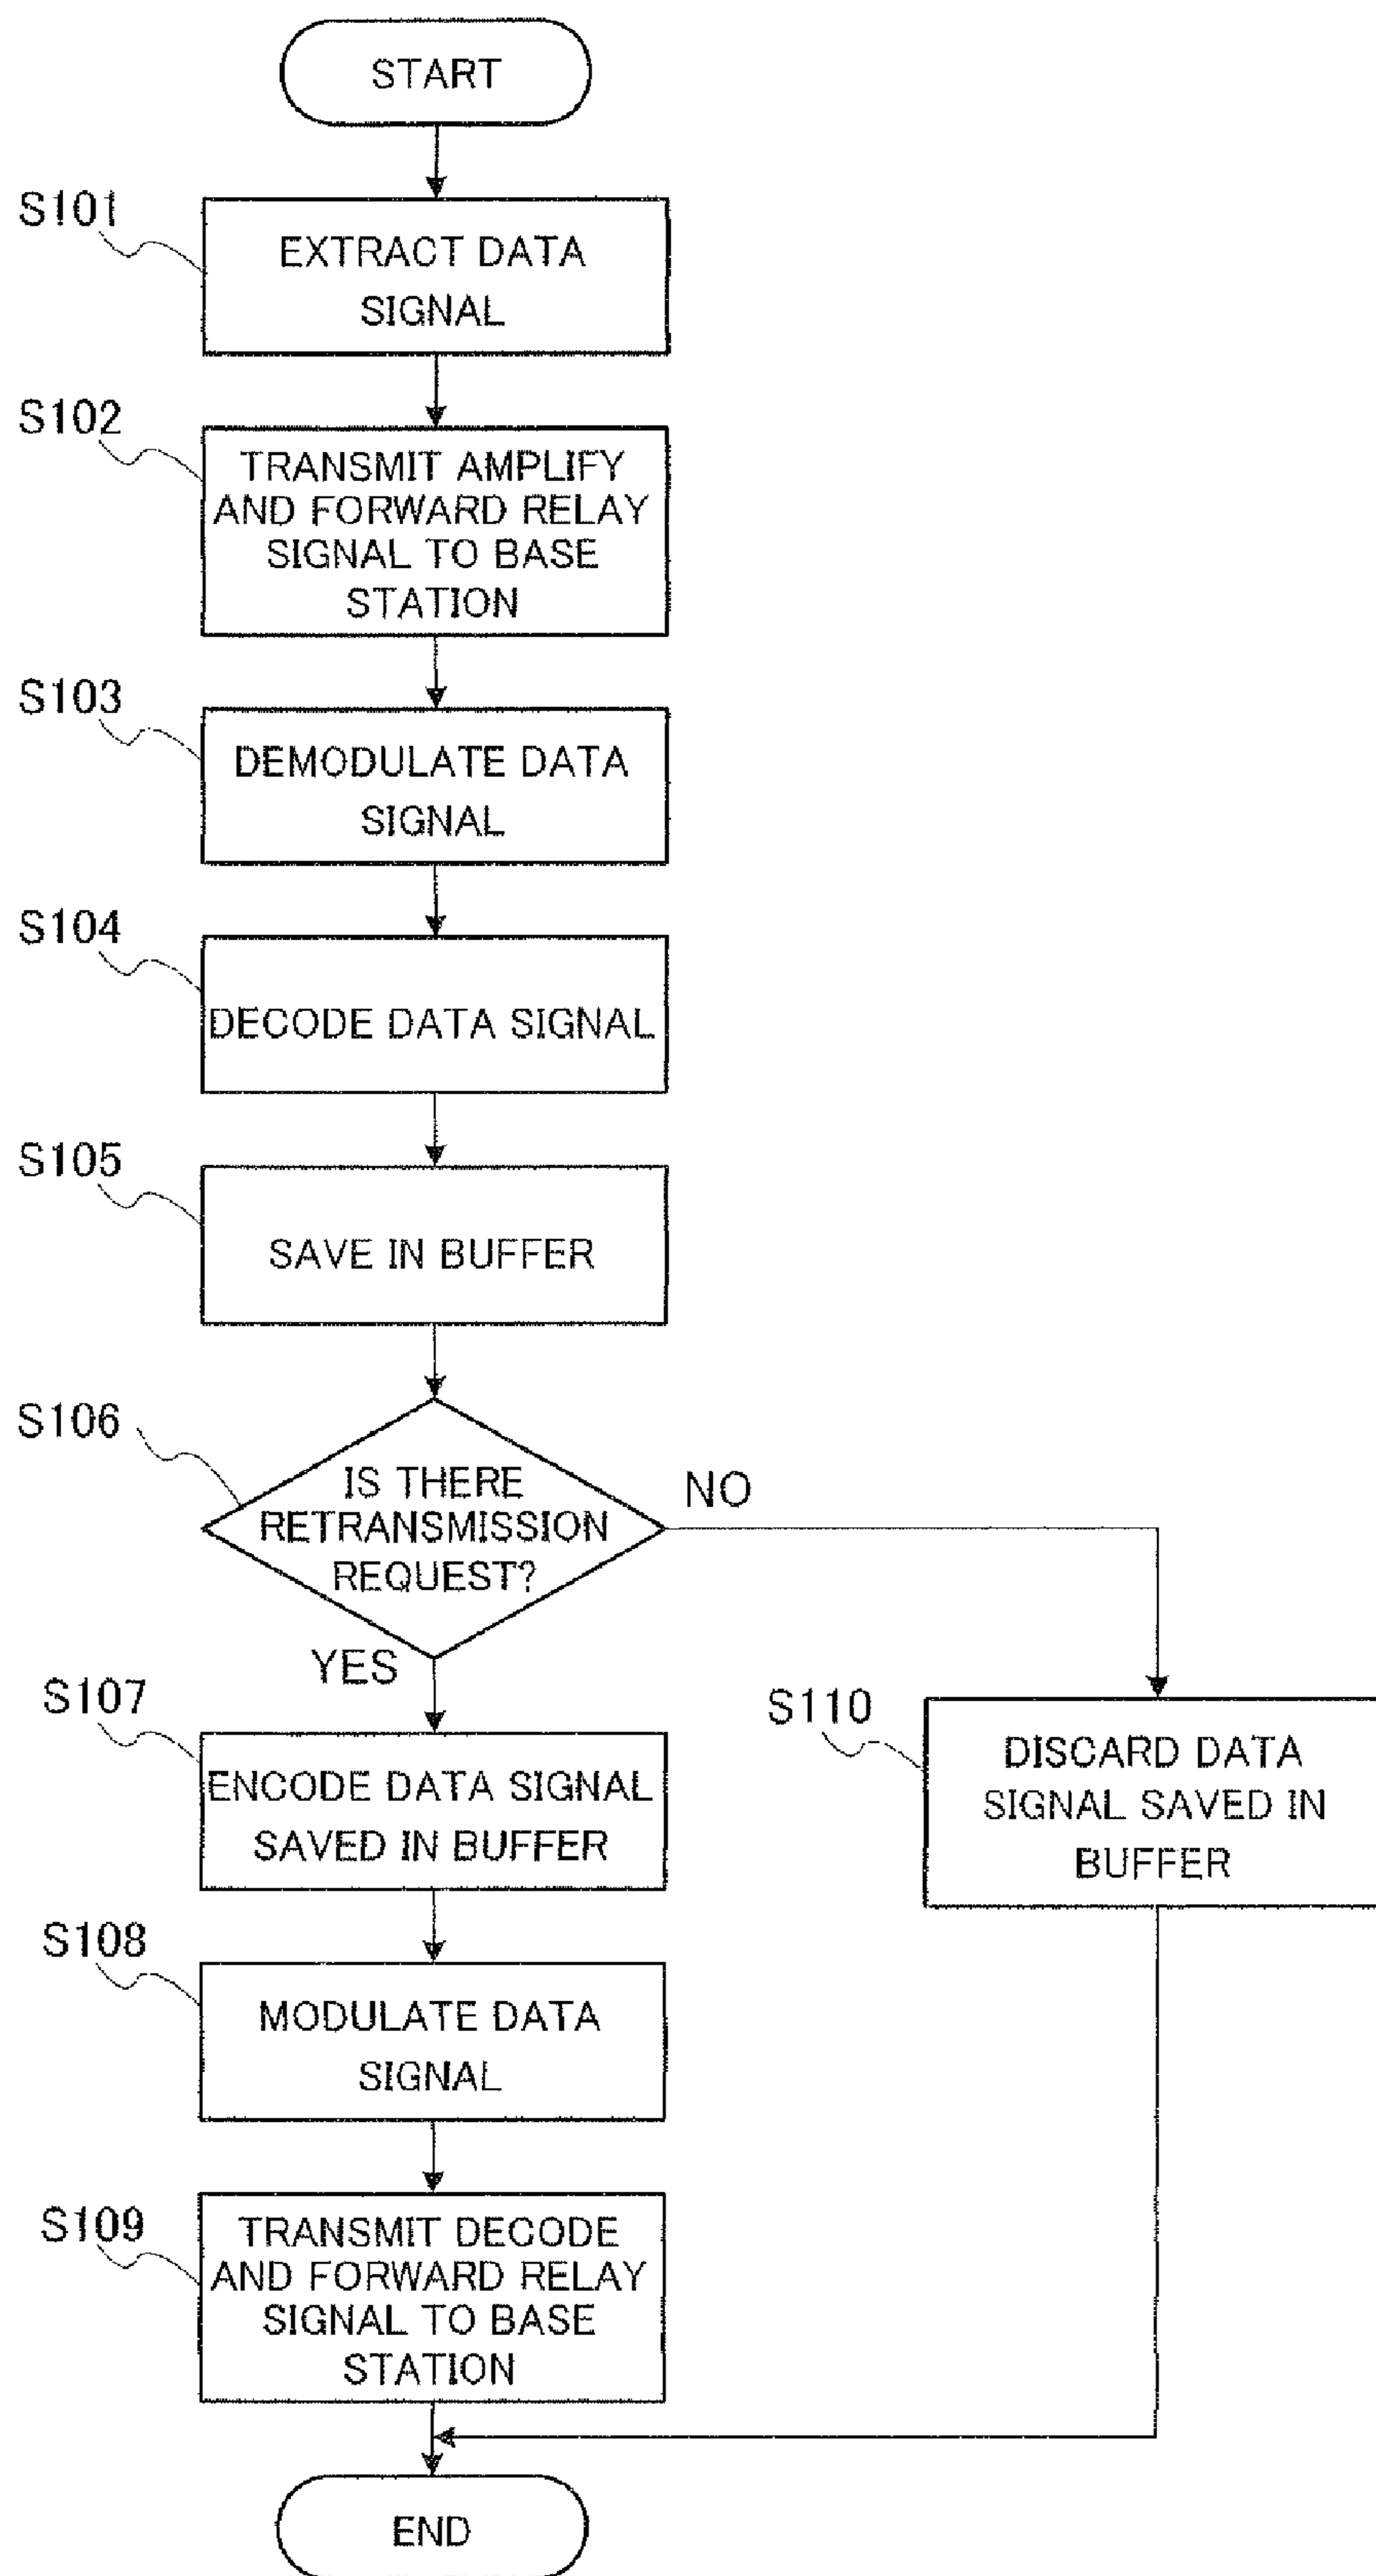 START
S101
EXTRACT DATA
SIGNAL
S102
TRANSMIT AMPLIFY
AND FORWARD RELAY
SIGNAL TO BASE
STATION
S103
DEMODULATE DATA
SIGNAL
S104
DECODE DATA SIGNAL
S105
SAVE IN BUFFER
S106
IS THERE
RETRANSMISSION
REQUEST?
NO
YES
S107
ENCODE DATA SIGNAL
SAVED IN BUFFER
S110
DISCARD DATA
SIGNAL SAVED IN
BUFFER
S108
MODULATE DATA
SIGNAL
S109
TRANSMIT DECODE
AND FORWARD RELAY
SIGNAL TO BASE
STATION
END